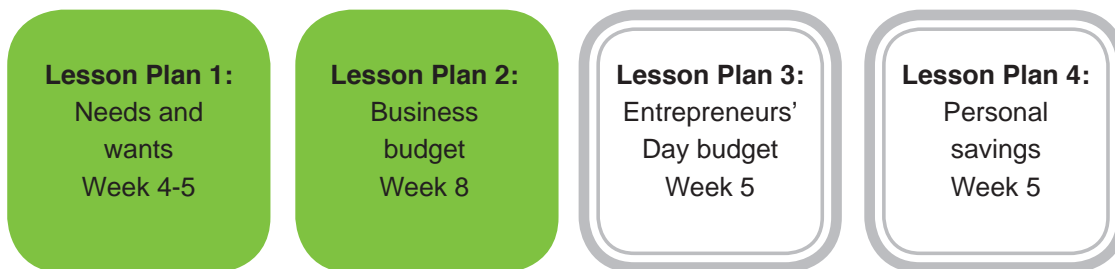 Lesson Plan 1:
Needs and
wants
Week 4-5
Lesson Plan 2:
Business
budget
Week 8
Lesson Plan 3:
Entrepreneurs’
Day budget
Week 5
Lesson Plan 4:
Personal
savings
Week 5